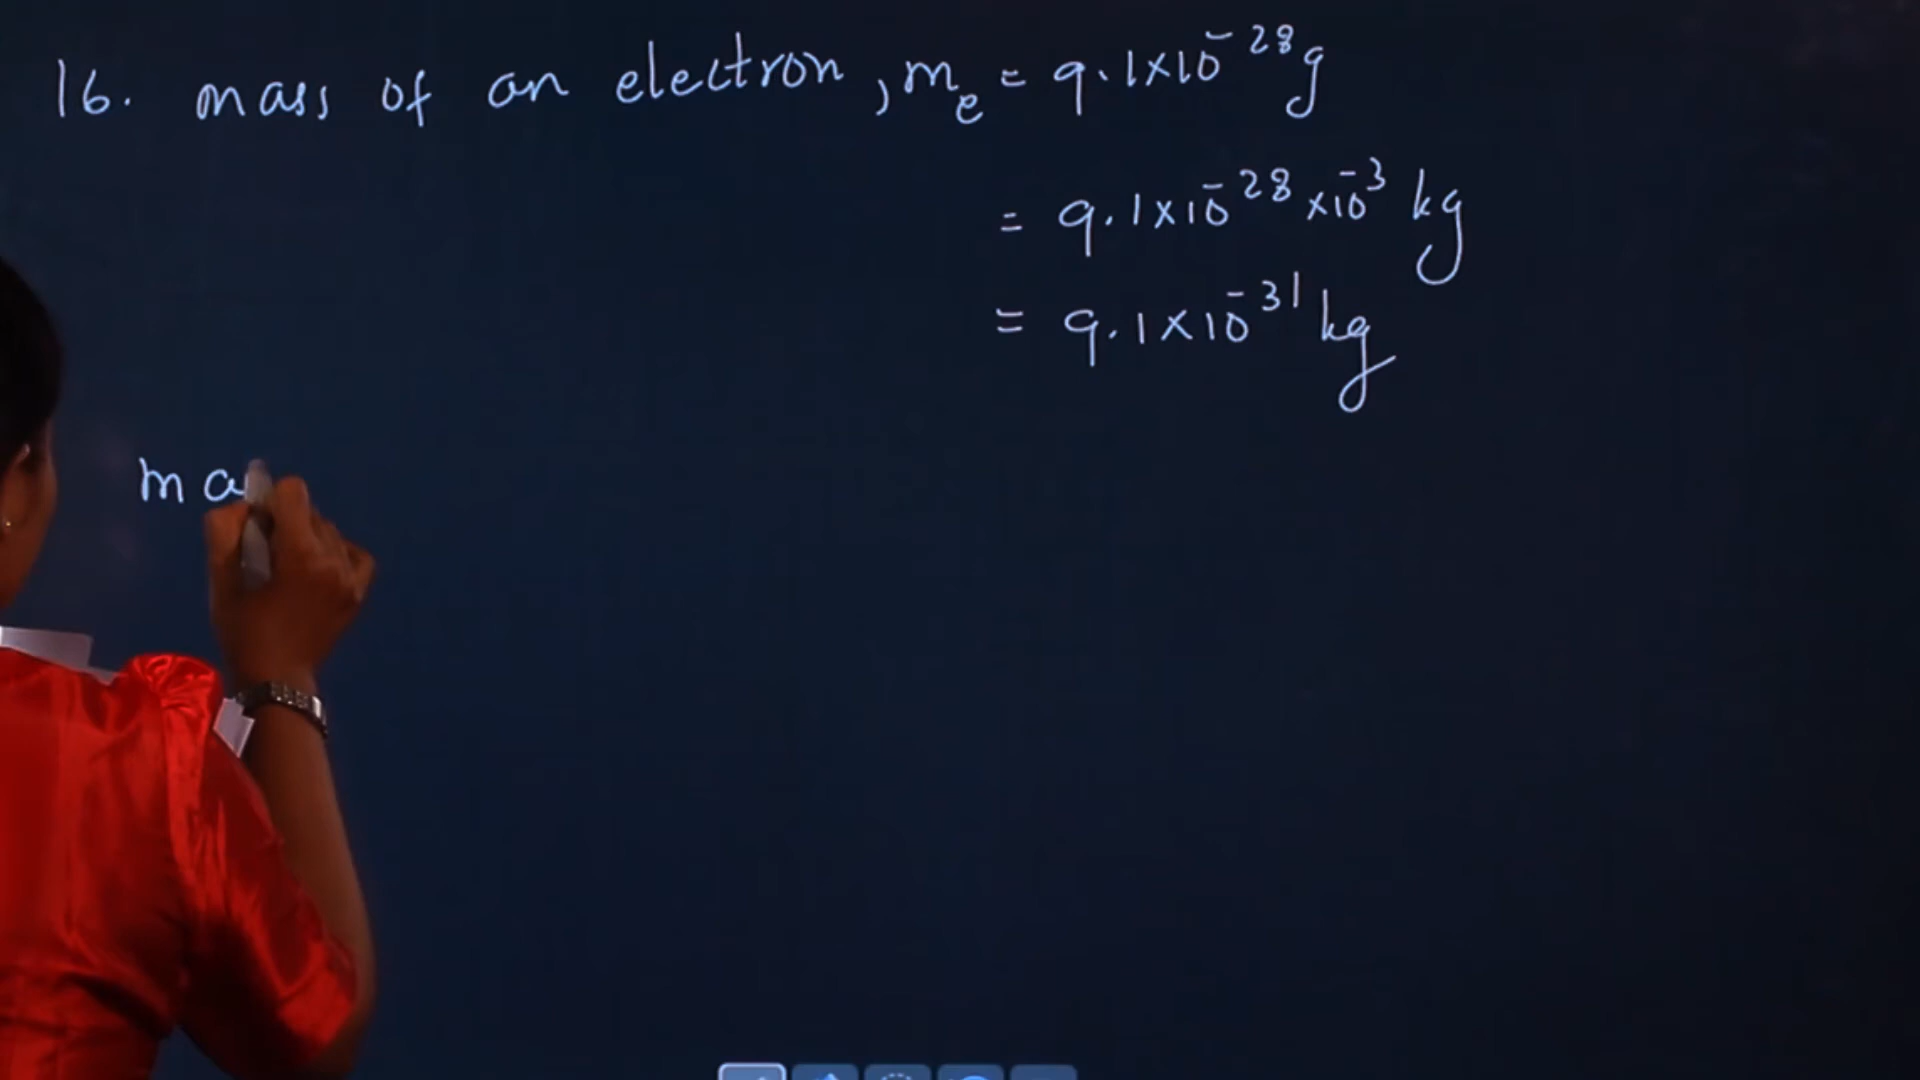 16. mass of an electron, mₑ = 9.1×10⁻²⁸g
= 9.1×10⁻²⁸×10⁻³ kg
= 9.1×10⁻³¹ kg
ma